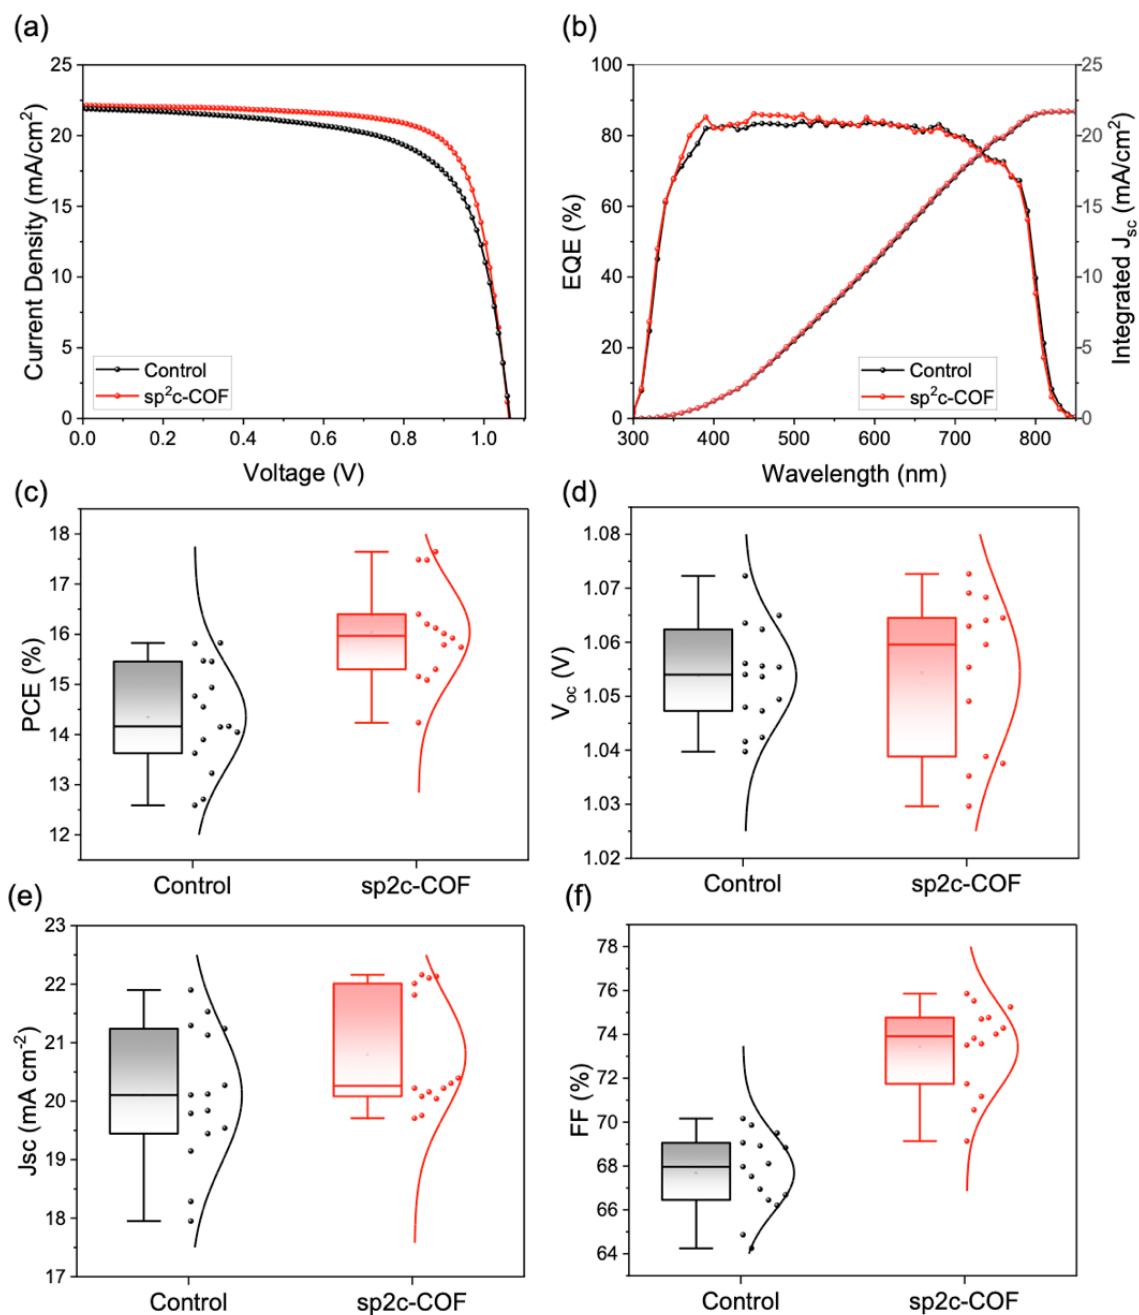 (a)
25
20
15
10
5
0
Current Density (mA/cm²)
Control
sp²c-COF
0.0 0.2 0.4 0.6 0.8 1.0
Voltage (V)
(b)
100
80
60
40
20
0
EQE (%)
25
20
15
10
5
0
Integrated Jsc (mA/cm²)
Control
sp²c-COF
300 400 500 600 700 800
Wavelength (nm)
(c)
18
17
16
15
14
13
12
PCE (%)
Control sp2c-COF
(d)
1.08
1.07
1.06
1.05
1.04
1.03
1.02
Voc (V)
Control sp2c-COF
(e)
23
22
21
20
19
18
17
Jsc (mA cm⁻²)
Control sp2c-COF
(f)
78
76
74
72
70
68
66
64
FF (%)
Control sp2c-COF